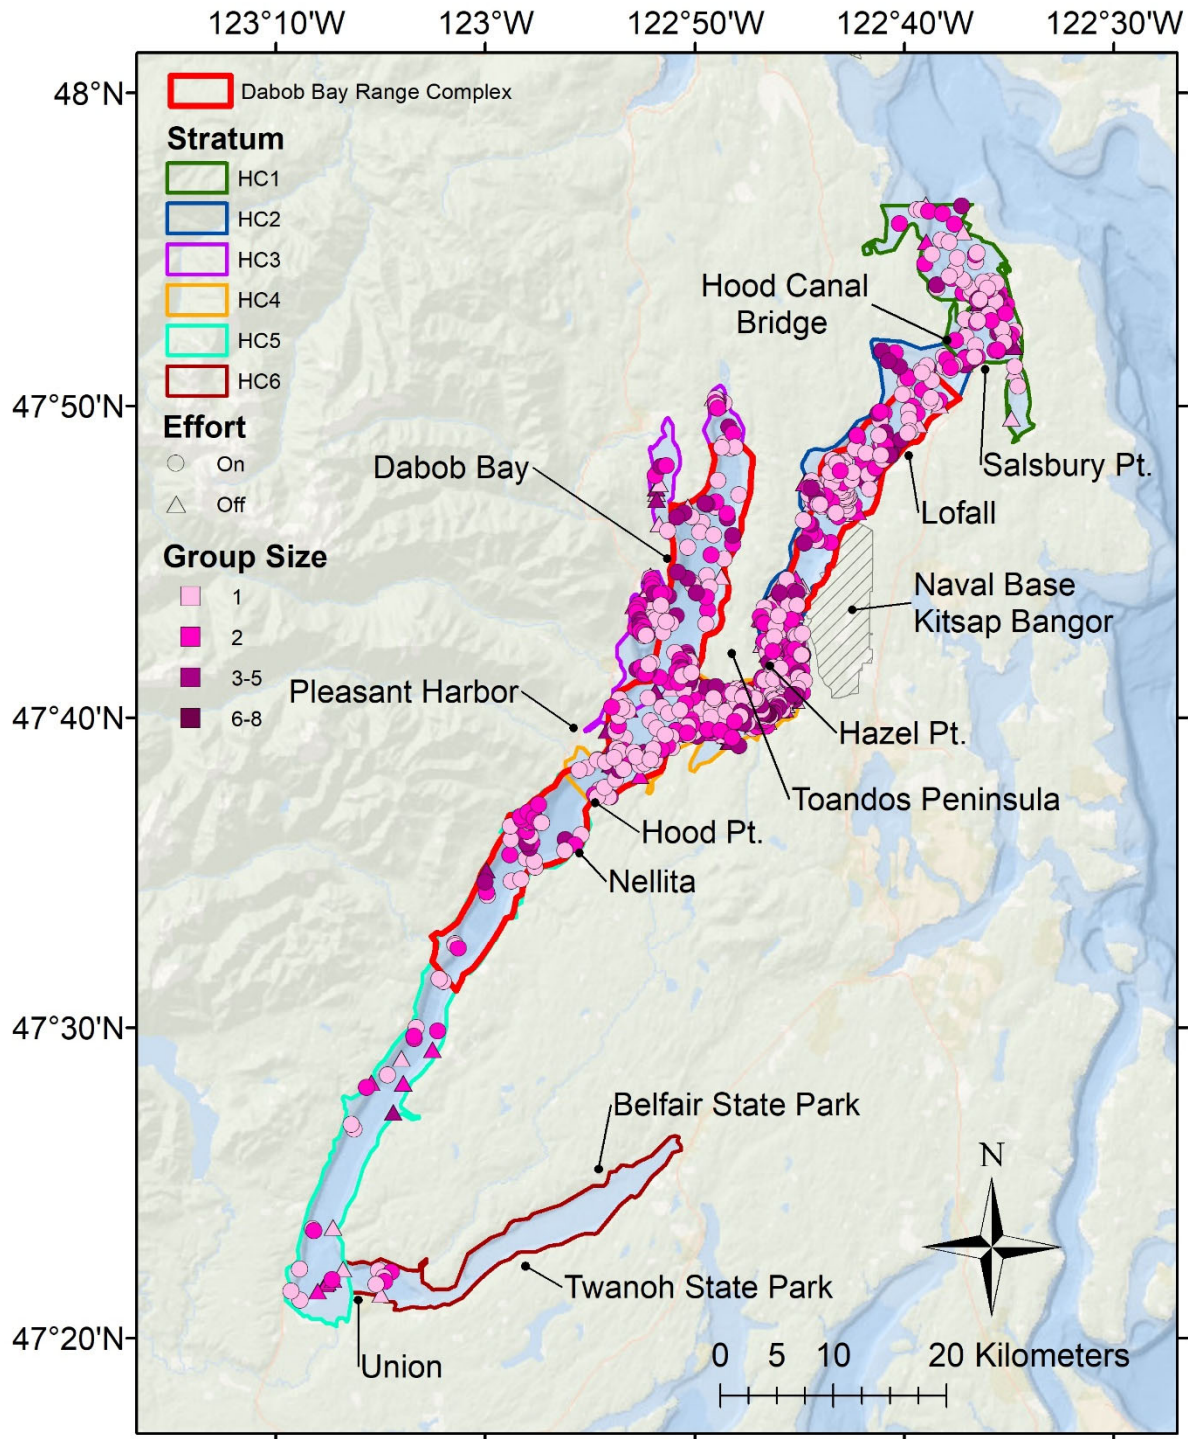 123°10'W 123°W 122°50'W 122°40'W 122°30'W
48°N
47°50'N
47°40'N
47°30'N
47°20'N
Dabob Bay Range Complex
Stratum
HC1
HC2
HC3
HC4
HC5
HC6
Effort
On
Off
Group Size
1
2
3-5
6-8
Hood Canal
Bridge
Dabob Bay
Salsbury Pt.
Lofall
Naval Base
Kitsap Bangor
Pleasant Harbor
Hazel Pt.
Toandos Peninsula
Hood Pt.
Nellita
Belfair State Park
Twanoh State Park
Union
N
0 5 10 20 Kilometers